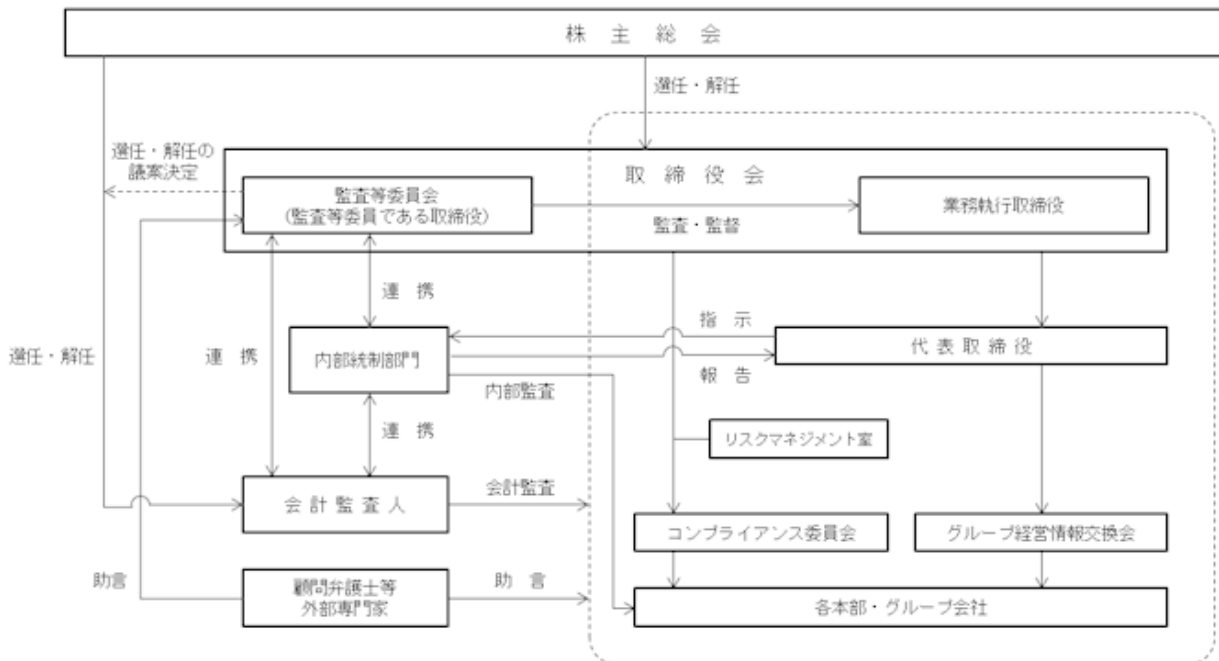 株主総会
選任・解任
選任・解任の
議案決定
取締役会
監査等委員会
(監査等委員である取締役)
業務執行取締役
監査・監督
連携
指示
選任・解任
連携
内部統制部門
代表取締役
報告
内部監査
連携
リスクマネジメント室
会計監査人
会計監査
コンプライアンス委員会
グループ経営情報交換会
助言
顧問弁護士等
外部専門家
助言
各本部・グループ会社